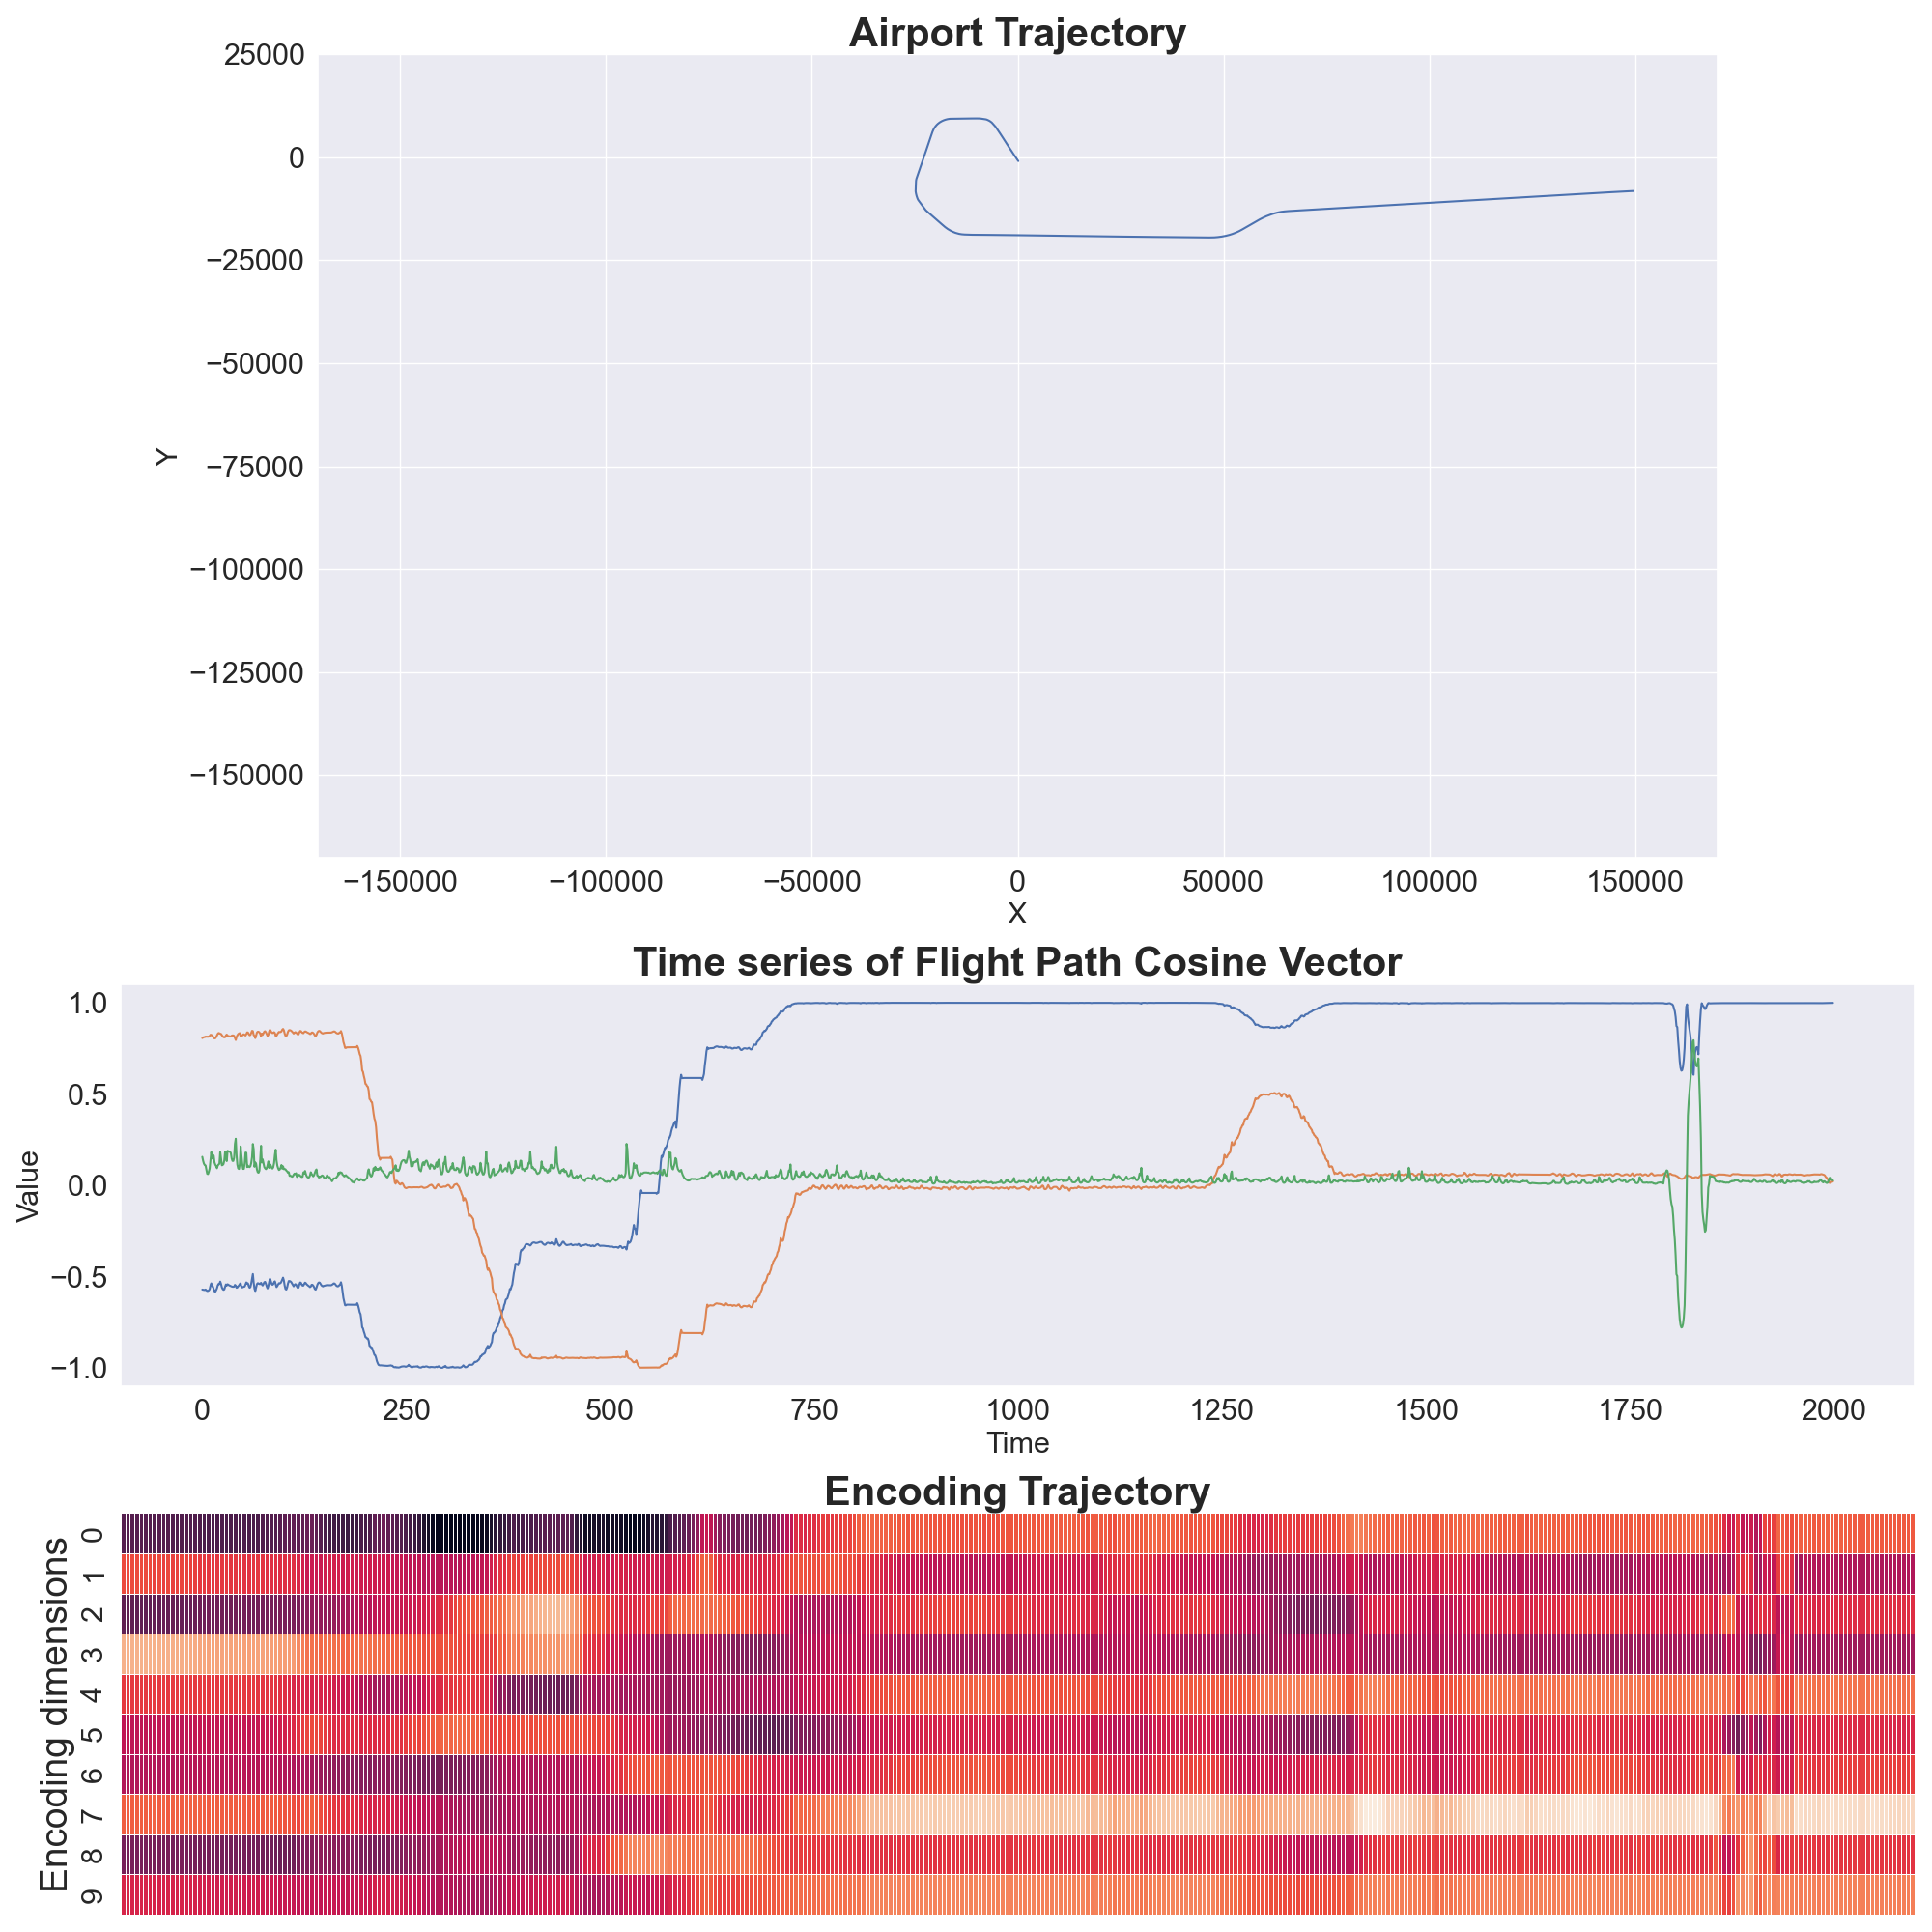 Airport Trajectory
25000
0
−25000
−50000
−75000
−100000
−125000
−150000
Y
−150000 −100000 −50000 0 50000 100000 150000
X
Time series of Flight Path Cosine Vector
1.0
0.5
0.0
−0.5
−1.0
Value
0 250 500 750 1000 1250 1500 1750 2000
Time
Encoding Trajectory
Encoding dimensions
0
1
2
3
4
5
6
7
8
9